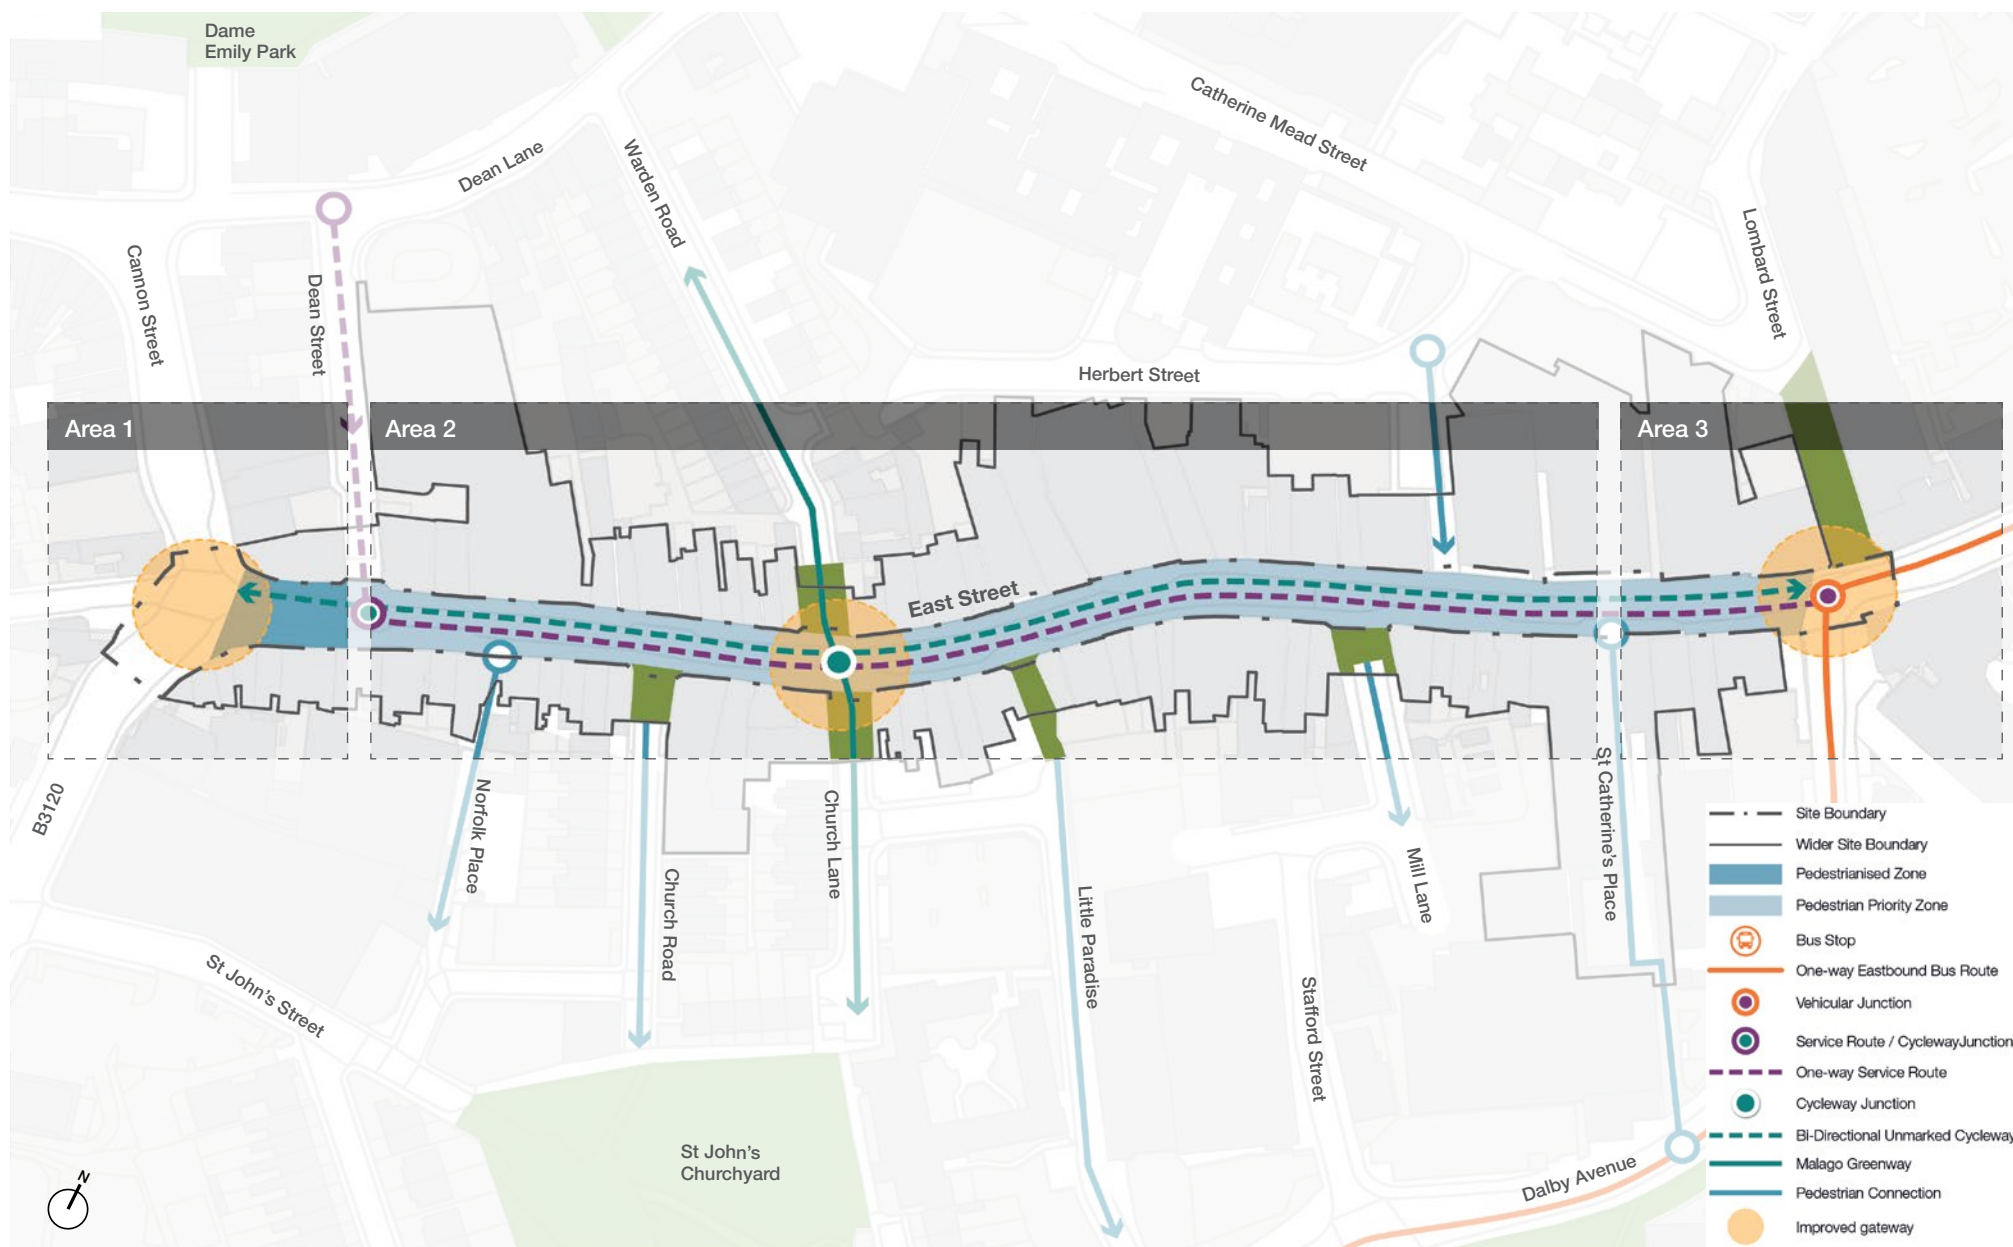 Dame
Emily Park
Catherine Mead Street
Dean Lane
Warden Road
Lombard Street
Cannon Street
Dean Street
Herbert Street
Area 1
Area 2
Area 3
East Street
B3120
Norfolk Place
Church Road
Church Lane
Little Paradise
Mill Lane
St Catherine's Place
St John's Street
Stafford Street
St John's
Churchyard
Dalby Avenue
N
Site Boundary
Wider Site Boundary
Pedestrianised Zone
Pedestrian Priority Zone
Bus Stop
One-way Eastbound Bus Route
Vehicular Junction
Service Route / CyclewayJunction
One-way Service Route
Cycleway Junction
Bi-Directional Unmarked Cycleway
Malago Greenway
Pedestrian Connection
Improved gateway